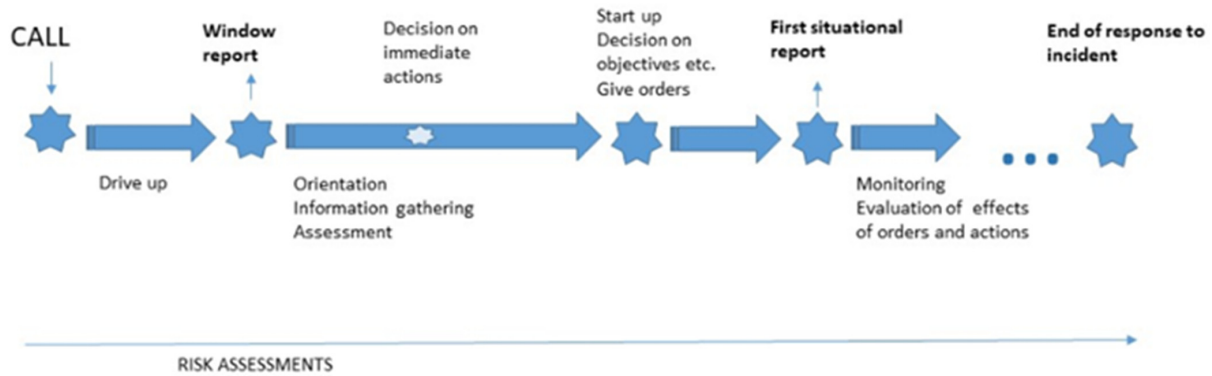 CALL
Window
report
Decision on
immediate
actions
Start up
Decision on
objectives etc.
Give orders
First situational
report
End of response to
incident
Drive up
Orientation
Information gathering
Assessment
Monitoring
Evaluation of effects
of orders and actions
RISK ASSESSMENTS